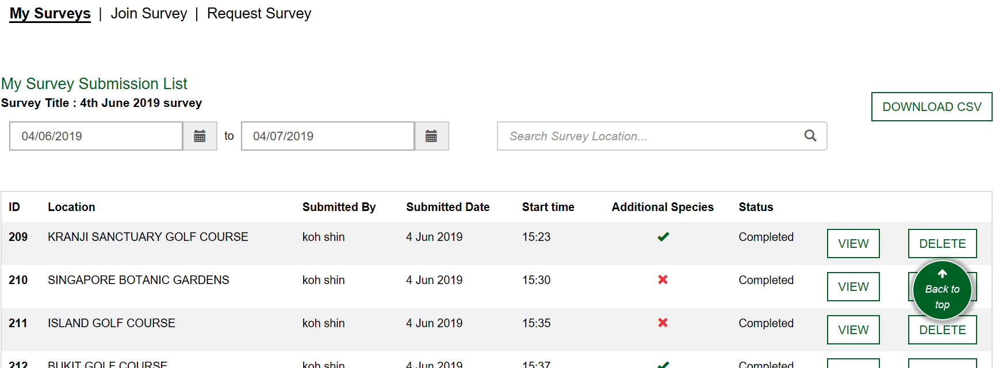 My Surveys | Join Survey | Request Survey
My Survey Submission List
Survey Title : 4th June 2019 survey
DOWNLOAD CSV
04/06/2019 to 04/07/2019 Search Survey Location...
ID Location Submitted By Submitted Date Start time Additional Species Status
209 KRANJI SANCTUARY GOLF COURSE koh shin 4 Jun 2019 15:23 Completed VIEW DELETE
210 SINGAPORE BOTANIC GARDENS koh shin 4 Jun 2019 15:30 Completed VIEW
Back to
top
211 ISLAND GOLF COURSE koh shin 4 Jun 2019 15:35 Completed VIEW DELETE
212 BUKIT GOLF COURSE koh shin 4 Jun 2019 15:37 Completed